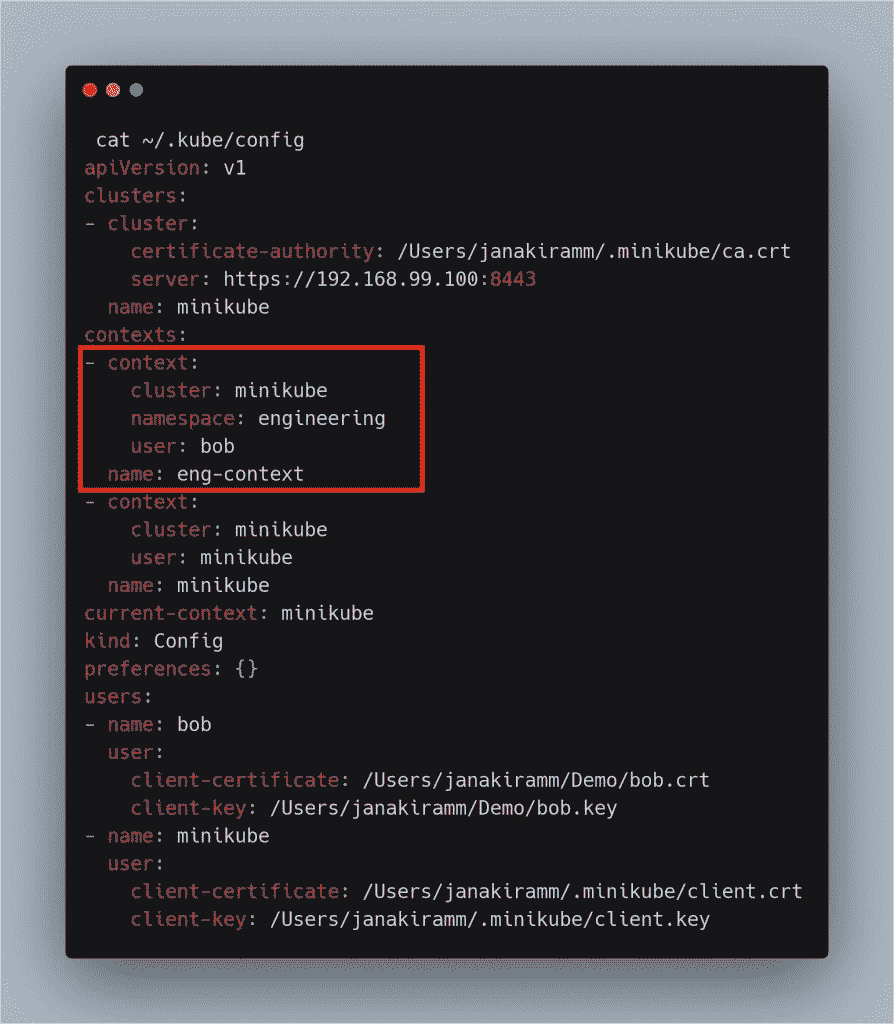 cat ~/.kube/config
apiVersion: v1
clusters:
- cluster:
    certificate-authority: /Users/janakiramm/.minikube/ca.crt
    server: https://192.168.99.100:8443
  name: minikube
contexts:
- context:
    cluster: minikube
    namespace: engineering
    user: bob
  name: eng-context
- context:
    cluster: minikube
    user: minikube
  name: minikube
current-context: minikube
kind: Config
preferences: {}
users:
- name: bob
  user:
    client-certificate: /Users/janakiramm/Demo/bob.crt
    client-key: /Users/janakiramm/Demo/bob.key
- name: minikube
  user:
    client-certificate: /Users/janakiramm/.minikube/client.crt
    client-key: /Users/janakiramm/.minikube/client.key